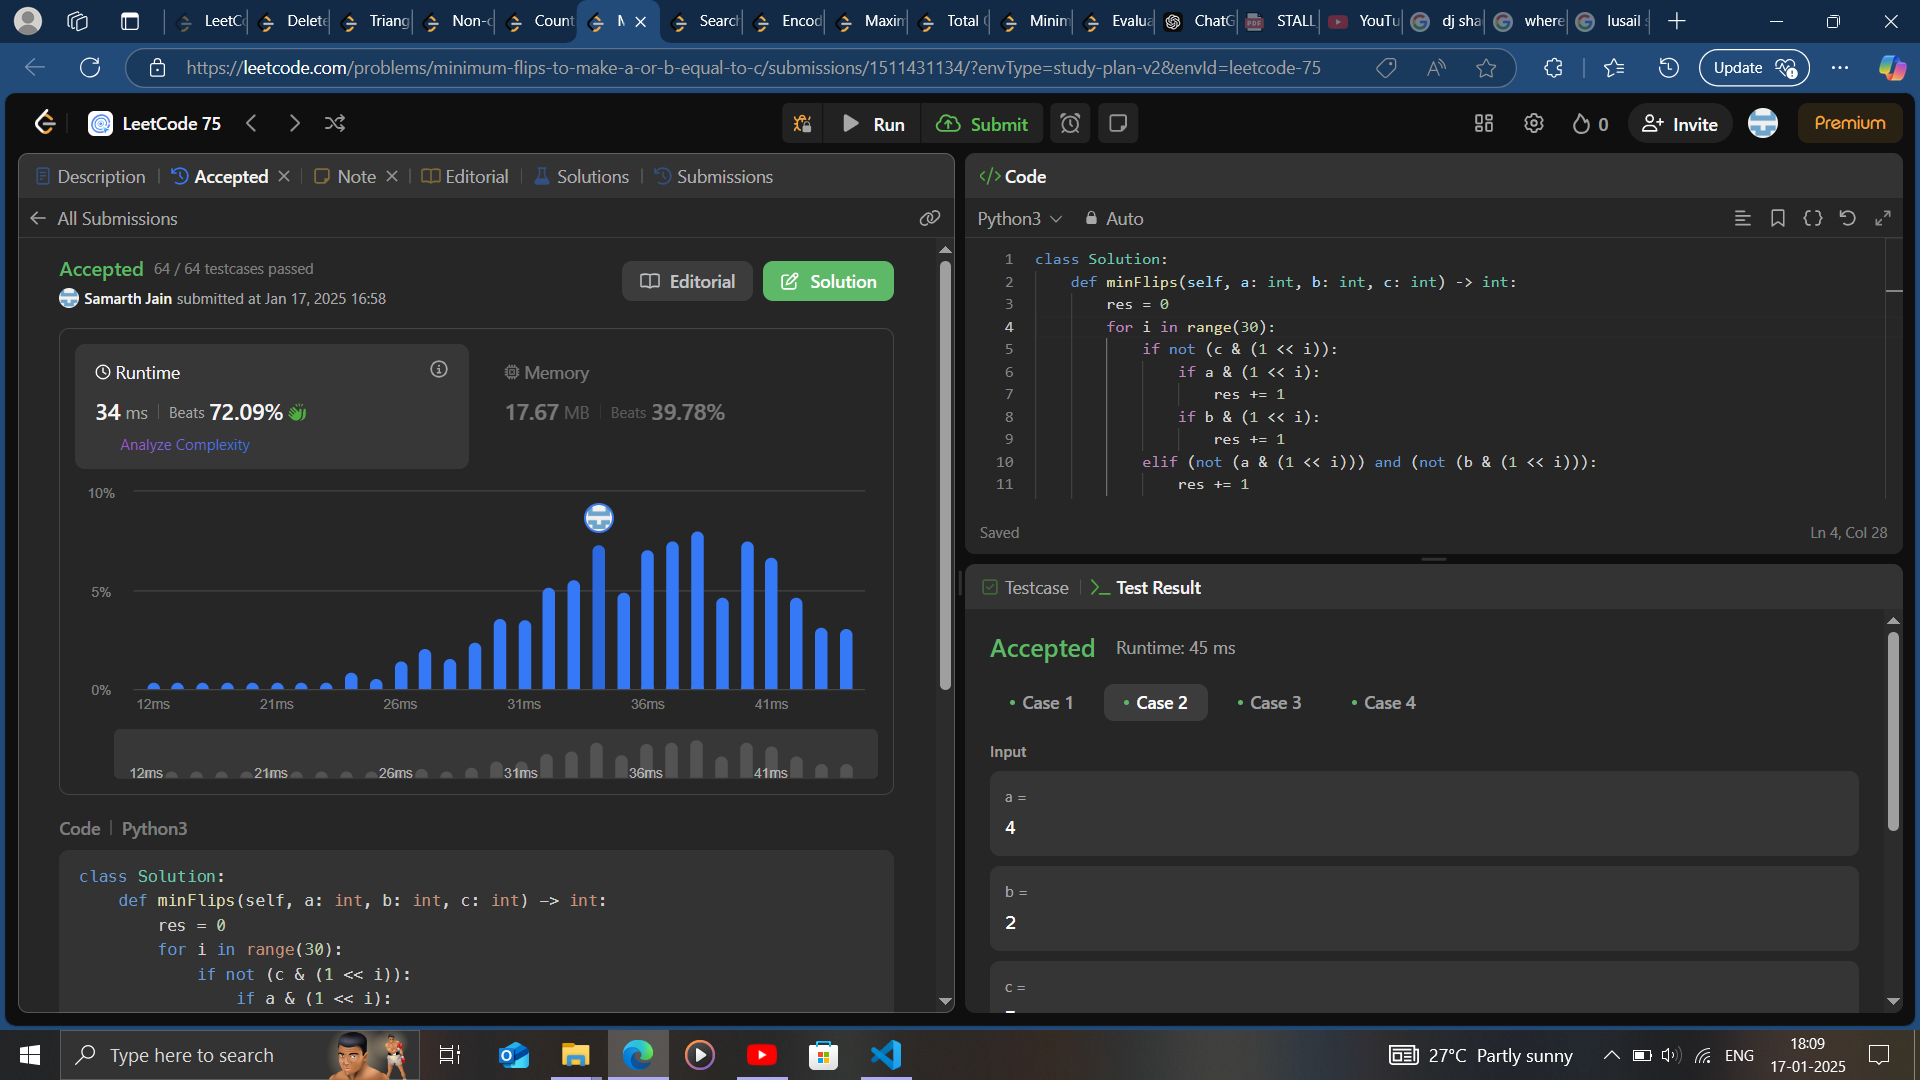 LeetCo
Delete
Triang
Non-o
Count
M
Search
Encod
Maxim
Total C
Minim
Evalua
ChatG
STALL_
YouTu
dj sha
where
lusail s
https://leetcode.com/problems/minimum-flips-to-make-a-or-b-equal-to-c/submissions/1511431134/?envType=study-plan-v2&envId=leetcode-75
Update
LeetCode 75
Run
Submit
0
Invite
Premium
Description
Accepted
Note
Editorial
Solutions
Submissions
All Submissions
Accepted 64 / 64 testcases passed
Samarth Jain submitted at Jan 17, 2025 16:58
Editorial
Solution
Runtime
34 ms | Beats 72.09%
Analyze Complexity
Memory
17.67 MB | Beats 39.78%
10%
5%
0%
12ms 21ms 26ms 31ms 36ms 41ms
12ms 21ms 26ms 31ms 36ms 41ms
Code | Python3
class Solution:
def minFlips(self, a: int, b: int, c: int) -> int:
res = 0
for i in range(30):
if not (c & (1 << i)):
if a & (1 << i):
</> Code
Python3
Auto
1 class Solution:
2 def minFlips(self, a: int, b: int, c: int) -> int:
3 res = 0
4 for i in range(30):
5 if not (c & (1 << i)):
6 if a & (1 << i):
7 res += 1
8 if b & (1 << i):
9 res += 1
10 elif (not (a & (1 << i))) and (not (b & (1 << i))):
11 res += 1
Saved
Ln 4, Col 28
Testcase
Test Result
Accepted Runtime: 45 ms
Case 1
Case 2
Case 3
Case 4
Input
a =
4
b =
2
c =
Type here to search
27°C Partly sunny
ENG
18:09
17-01-2025